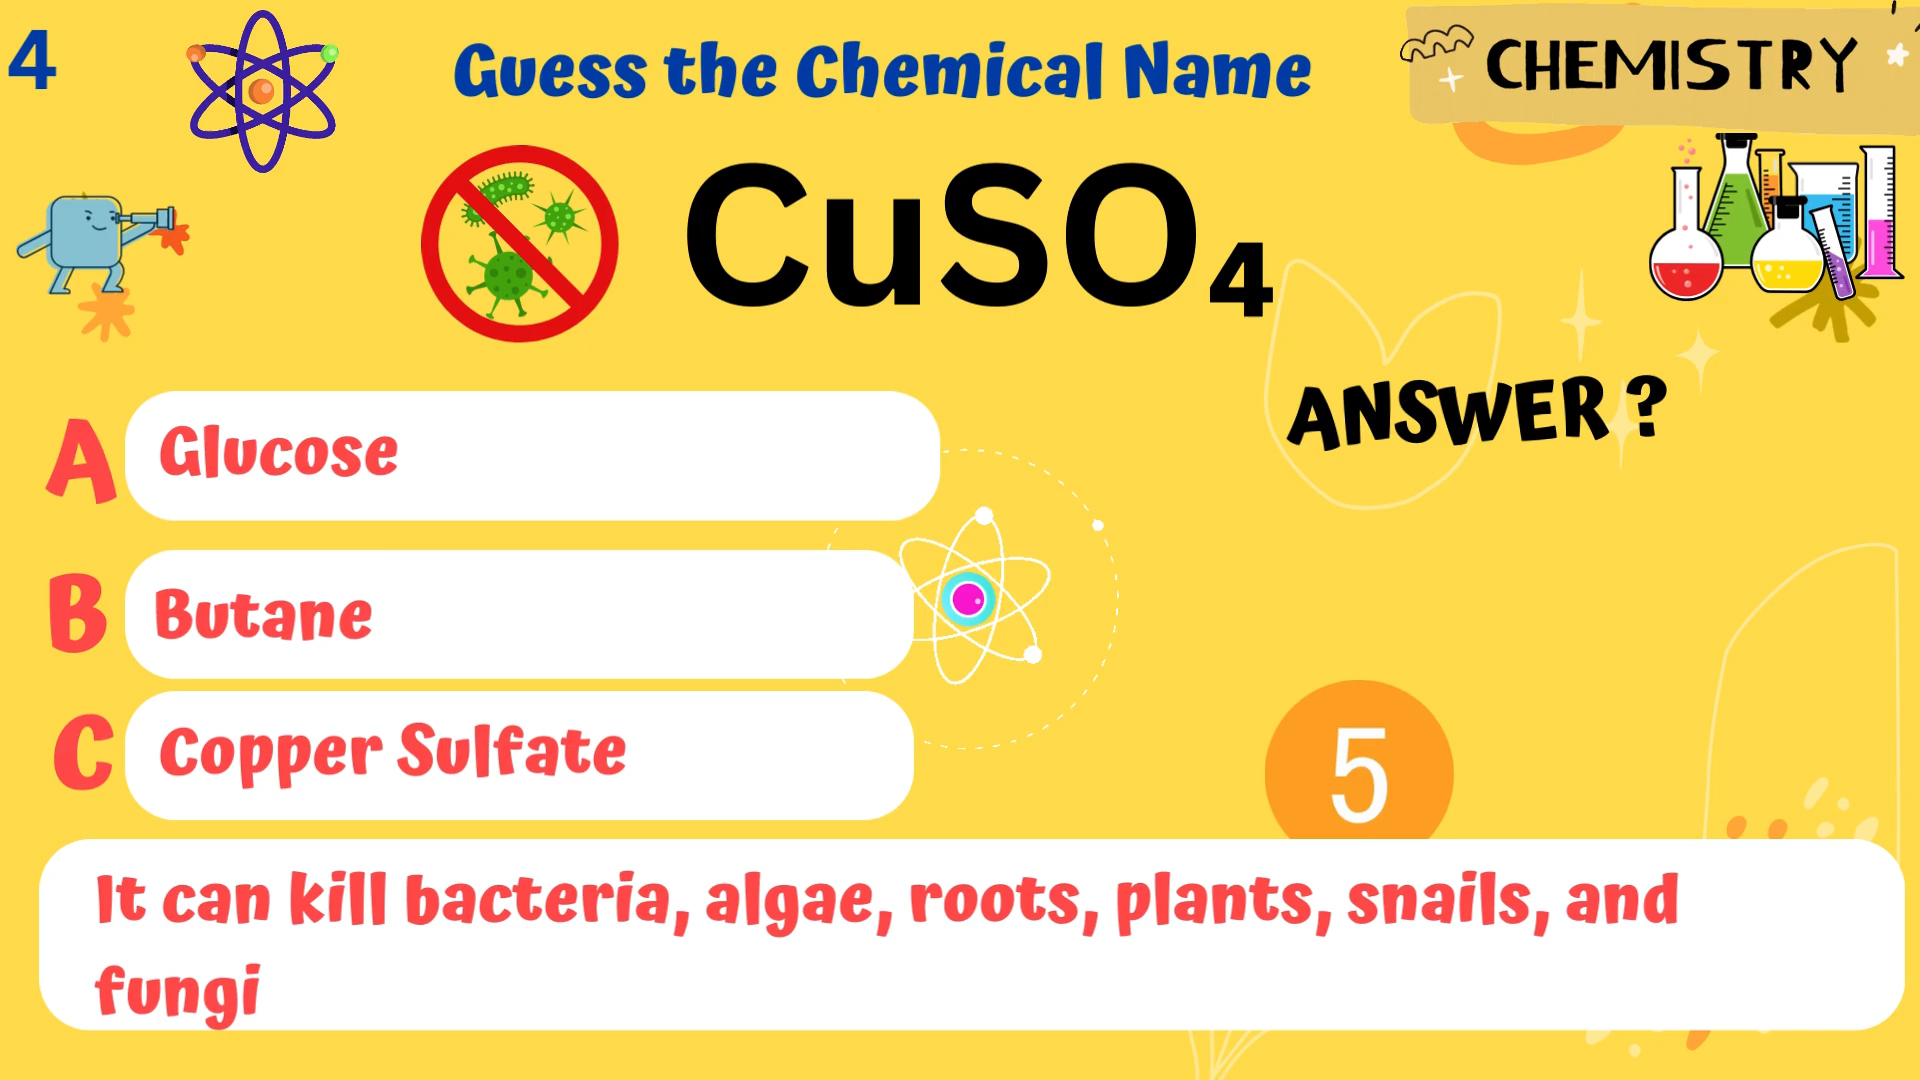 4
Guess the Chemical Name
CHEMISTRY
CuSO₄
ANSWER ?
A Glucose
B Butane
C Copper Sulfate
5
It can kill bacteria, algae, roots, plants, snails, and
fungi